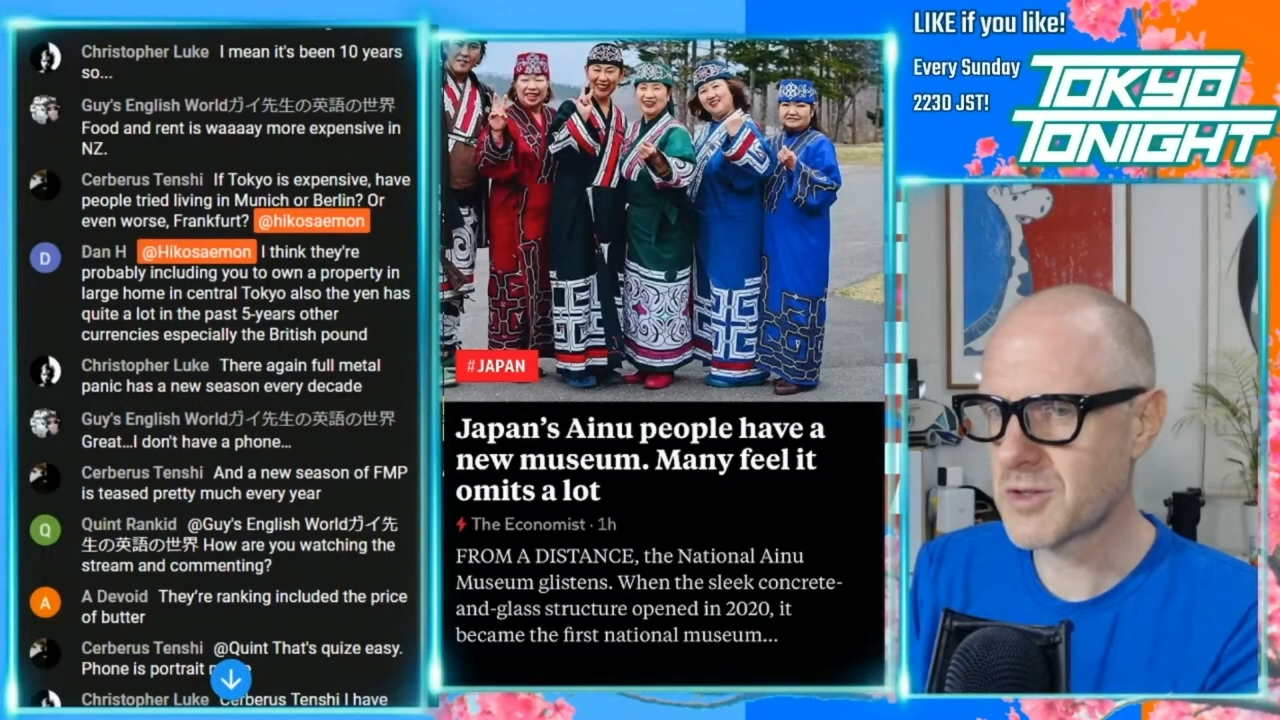 Christopher Luke I mean it's been 10 years
so...
Guy's English Worldガイ先生の英語の世界
Food and rent is waaaay more expensive in
NZ.
Cerberus Tenshi If Tokyo is expensive, have
people tried living in Munich or Berlin? Or
even worse, Frankfurt? @hikosaemon
D Dan H @Hikosaemon I think they're
probably including you to own a property in
large home in central Tokyo also the yen has
quite a lot in the past 5-years other
currencies especially the British pound
Christopher Luke There again full metal
panic has a new season every decade
Guy's English Worldガイ先生の英語の世界
Great...I don't have a phone...
Cerberus Tenshi And a new season of FMP
is teased pretty much every year
Q Quint Rankid @Guy's English Worldガイ先
生の英語の世界 How are you watching the
stream and commenting?
A A Devoid They're ranking included the price
of butter
Cerberus Tenshi @Quint That's quize easy.
Phone is portrait
Christopher Luke Cerberus Tenshi I have
#JAPAN
Japan's Ainu people have a
new museum. Many feel it
omits a lot
The Economist · 1h
FROM A DISTANCE, the National Ainu
Museum glistens. When the sleek concrete-
and-glass structure opened in 2020, it
became the first national museum...
LIKE if you like!
Every Sunday
2230 JST!
TOKYO
TONIGHT